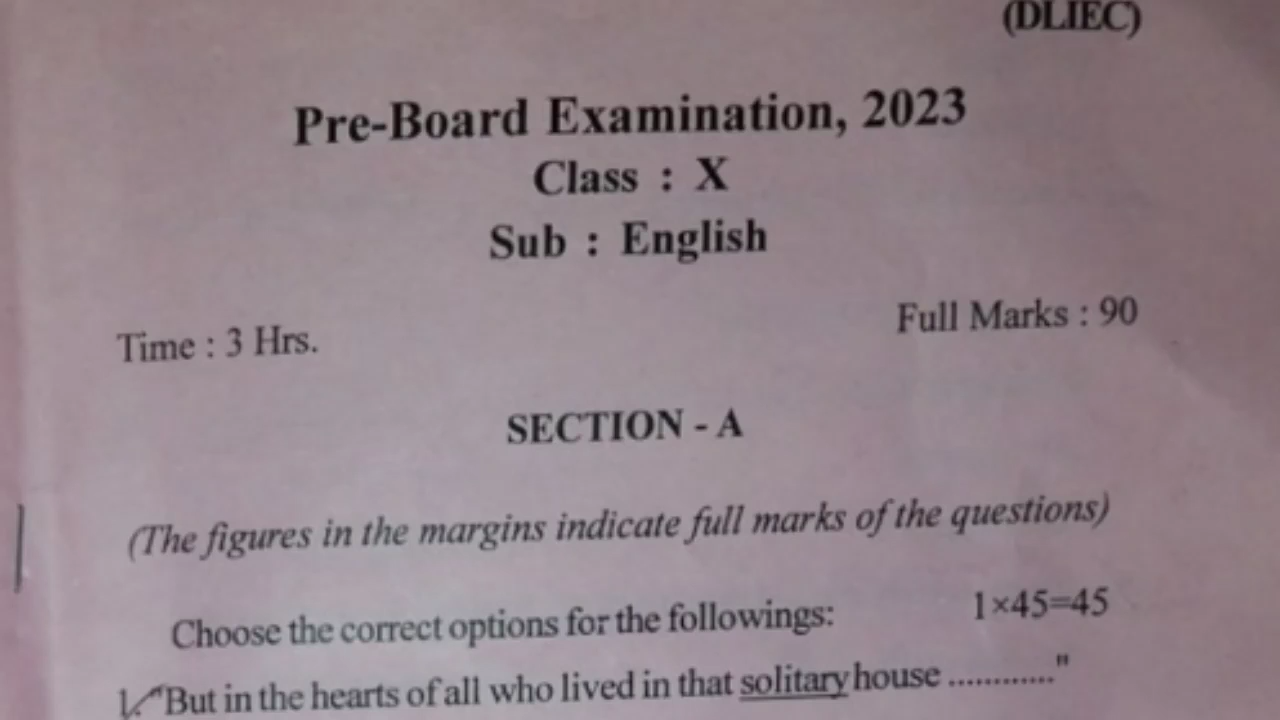 (DLIEC)
Pre-Board Examination, 2023
Class : X
Sub : English
Time : 3 Hrs. Full Marks : 90
SECTION - A
(The figures in the margins indicate full marks of the questions)
Choose the correct options for the followings: 1×45=45
1. "But in the hearts of all who lived in that solitary house ............"